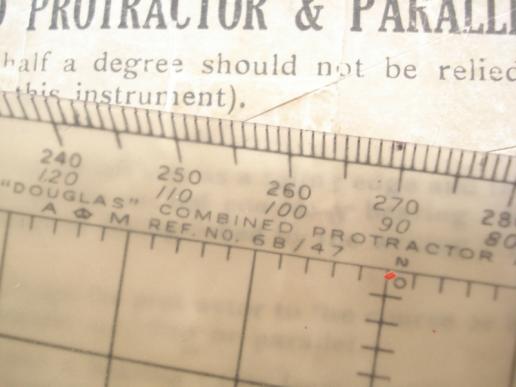 PROTRACTOR & PARALLE
half a degree should not be relied
this instrument).
240 250 260 270 28
120 110 100 90 80
"DOUGLAS" COMBINED PROTRACTOR
A Φ M REF. NO. 6B/47
N